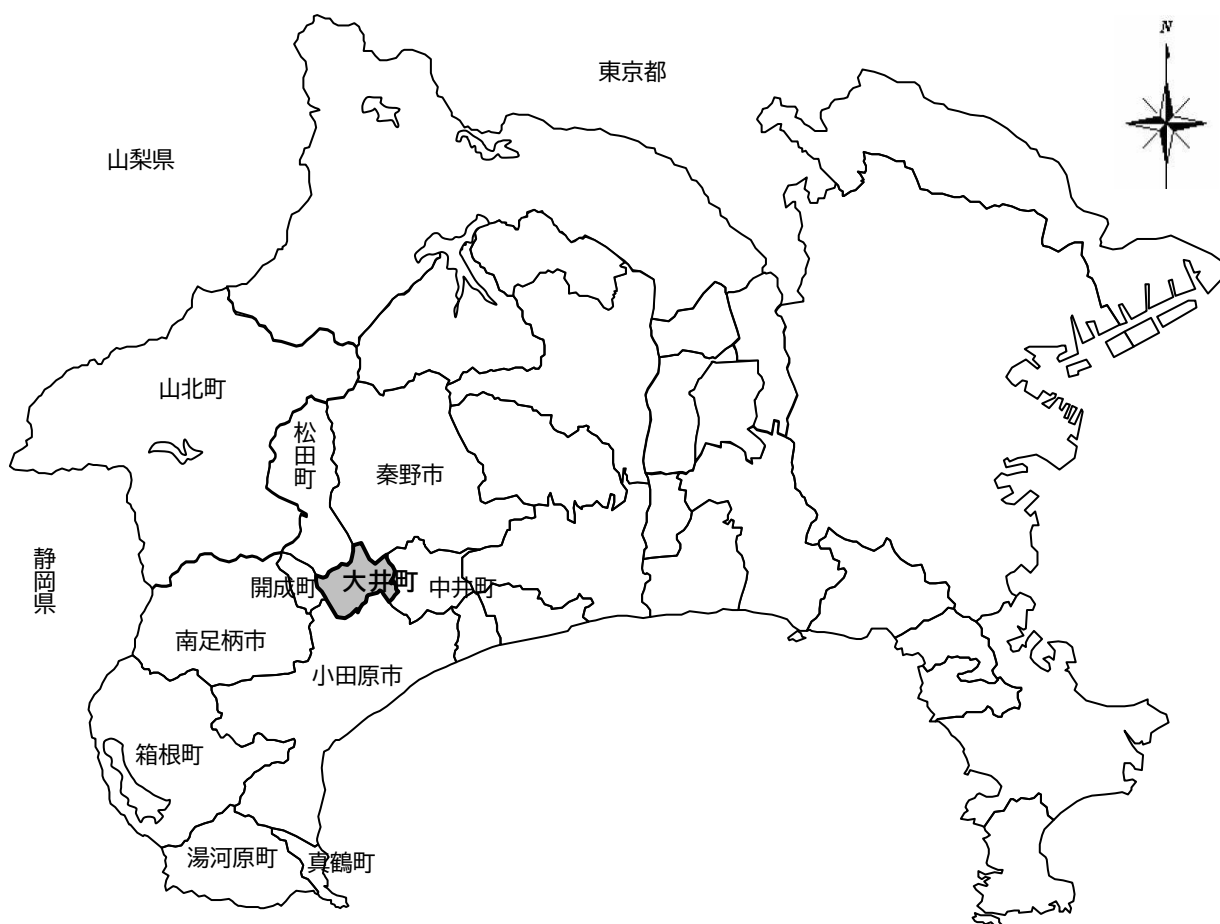 N
東京都
山梨県
山北町
松田町
秦野市
静岡県
開成町
大井町
中井町
南足柄市
小田原市
箱根町
湯河原町
真鶴町